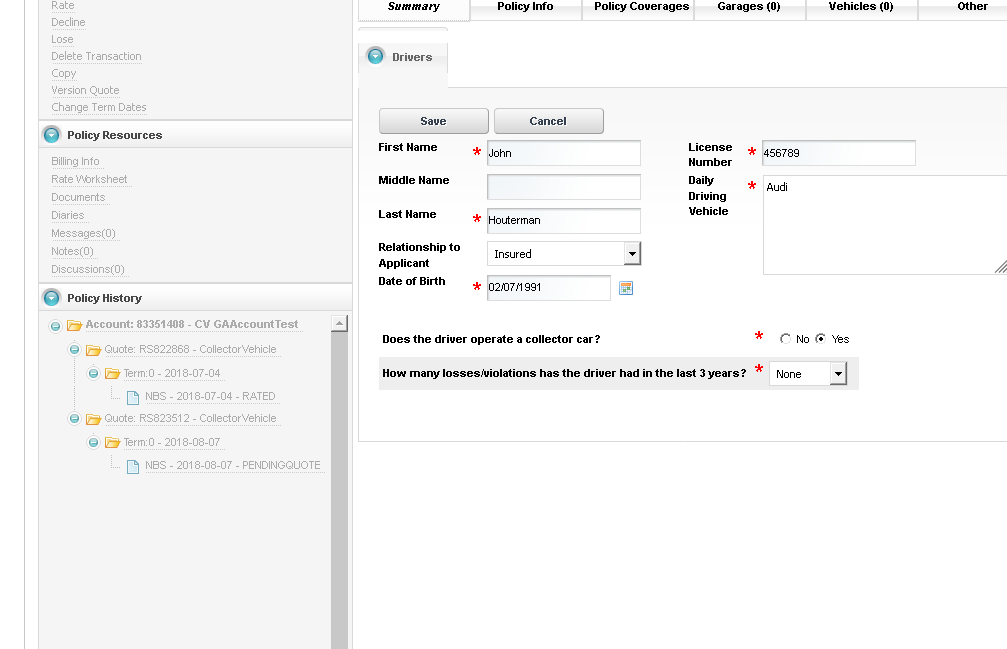 Rate
Decline
Lose
Delete Transaction
Copy
Version Quote
Change Term Dates
Policy Resources
Billing Info
Rate Worksheet
Documents
Diaries
Messages(0)
Notes(0)
Discussions(0)
Policy History
Account: 83351408 - CV GAAccountTest
Quote: RS822868 - CollectorVehicle
Term:0 - 2018-07-04
NBS - 2018-07-04 - RATED
Quote: RS823512 - CollectorVehicle
Term:0 - 2018-08-07
NBS - 2018-08-07 - PENDINGQUOTE
Summary Policy Info Policy Coverages Garages (0) Vehicles (0) Other
Drivers
Save Cancel
First Name * John
Middle Name
Last Name * Houterman
Relationship to
Applicant
Insured
Date of Birth * 02/07/1991
License
Number
* 456789
Daily
Driving
Vehicle
* Audi
Does the driver operate a collector car? * No Yes
How many losses/violations has the driver had in the last 3 years? * None